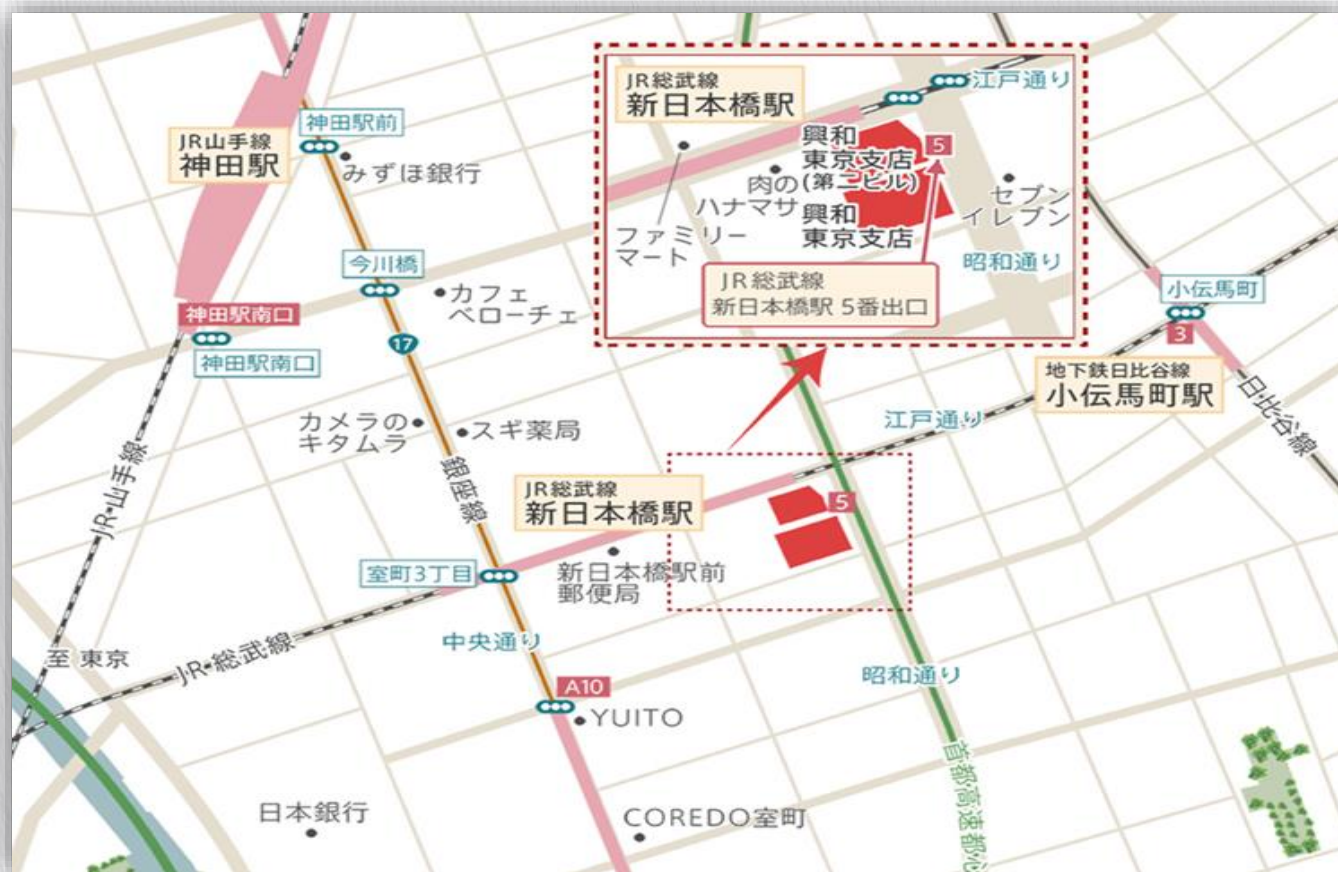 JR山手線
神田駅
神田駅前
みずほ銀行
今川橋
カフェ
ベローチェ
神田駅南口
神田駅南口
17
カメラの
キタムラ
スギ薬局
銀座線
JR・山手線
JR総武線
新日本橋駅
5
室町3丁目
新日本橋駅前
郵便局
中央通り
JR・総武線
至 東京
A10
YUITO
日本銀行
COREDO室町
昭和通り
首都高速都心
江戸通り
小伝馬町
3
地下鉄日比谷線
小伝馬町駅
日・比谷線
JR総武線
新日本橋駅
江戸通り
興和
東京支店
(第二ビル)
5
肉の
ハナマサ
興和
東京支店
セブン
イレブン
ファミリー
マート
昭和通り
JR総武線
新日本橋駅 5番出口